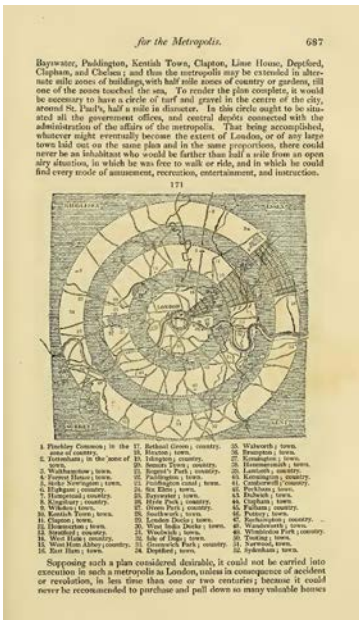 for the Metropolis. 687
Bayswater, Paddington, Kentish Town, Clapton, Lime House, Deptford,
Clapham, and Chelsea; and thus the metropolis may be extended in alter-
nate mile zones of buildings, with half mile zones of country or gardens, till
one of the zones touched the sea. To render the plan complete, it would
be necessary to have a circle of turf and gravel in the centre of the city,
around St. Paul's, half a mile in diameter. In this circle ought to be situ-
ated all the government offices, and central depôts connected with the
administration of the affairs of the metropolis. That being accomplished,
whatever might eventually become the extent of London, or of any large
town laid out on the same plan and in the same proportions, there could
never be an inhabitant who would be farther than half a mile from an open
airy situation, in which he was free to walk or ride, and in which he could
find every mode of amusement, recreation, entertainment, and instruction.
171
MIDDLESEX
ESSEX
LONDON
1. Finchley Common; in the zone of country.
2. Tottenham; in the zone of town.
3. Walthamstow; town.
4. Forrest House; town.
5. Stoke Newington; town.
6. Highgate; country.
7. Hampstead; country.
8. Kingsbury; country.
9. Wilsdon; town.
10. Kentish Town; town.
11. Clapton; town.
12. Homerton; town.
13. Stratford; country.
14. West Ham; country.
15. West Ham Abbey; country.
16. East Ham; town.
17. Bethnal Green; country.
18. Hoxton; town.
19. Islington; country.
20. Somers Town; country.
21. Regent's Park; country.
22. Paddington; town.
23. Paddington canal; town.
25. Bayswater; town.
26. Hyde Park; country.
27. Green Park; country.
28. Southwark; town.
29. London Docks; town.
30. West India Docks; town.
31. Woolwich; town.
32. Isle of Dogs; town.
33. Greenwich Park; country.
34. Deptford; town.
35. Walworth; town.
36. Brompton; town.
37. Kensington; town.
38. Hammersmith; town.
39. Lambeth; country.
40. Kennington; country.
41. Camberwell; country.
42. Peckham; town.
43. Dulwich; town.
44. Clapham; town.
45. Fulham; country.
46. Putney; town.
47. Roehampton; country.
48. Wandsworth; town.
49. Wimbledon Park; country.
50. Tooting; town.
51. Norwood; town.
52. Sydenham; town.
Supposing such a plan considered desirable, it could not be carried into
execution in such a metropolis as London, unless in consequence of accident
or revolution, in less time than one or two centuries; because it could
never be recommended to purchase and pull down so many valuable houses